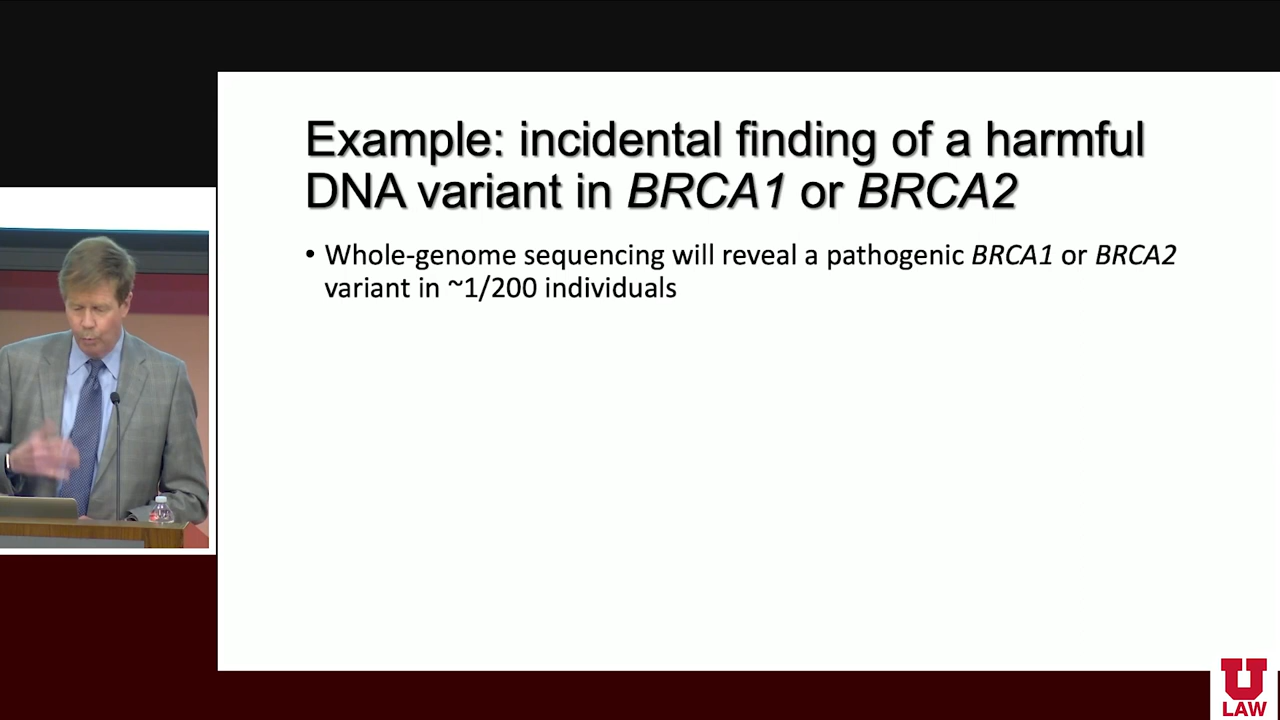 Example: incidental finding of a harmful
DNA variant in BRCA1 or BRCA2
• Whole-genome sequencing will reveal a pathogenic BRCA1 or BRCA2
variant in ~1/200 individuals
U
LAW